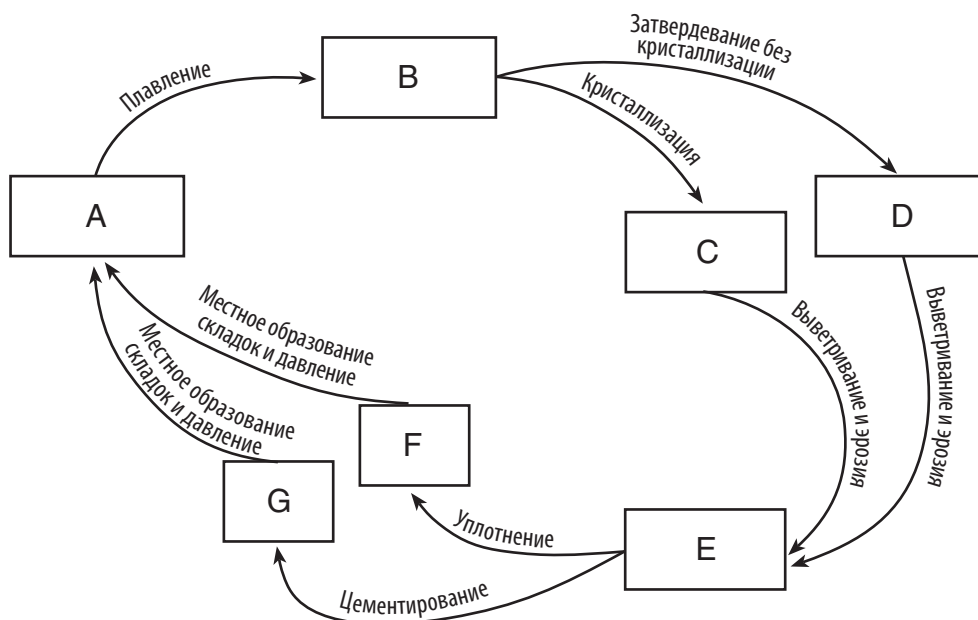 Затвердевание без
кристаллизации
Плавление
B
Кристаллизация
A
D
C
Местное образование
складок и давление
Местное образование
складок и давление
Выветривание и эрозия
Выветривание и эрозия
F
G
Уплотнение
E
Цементирование